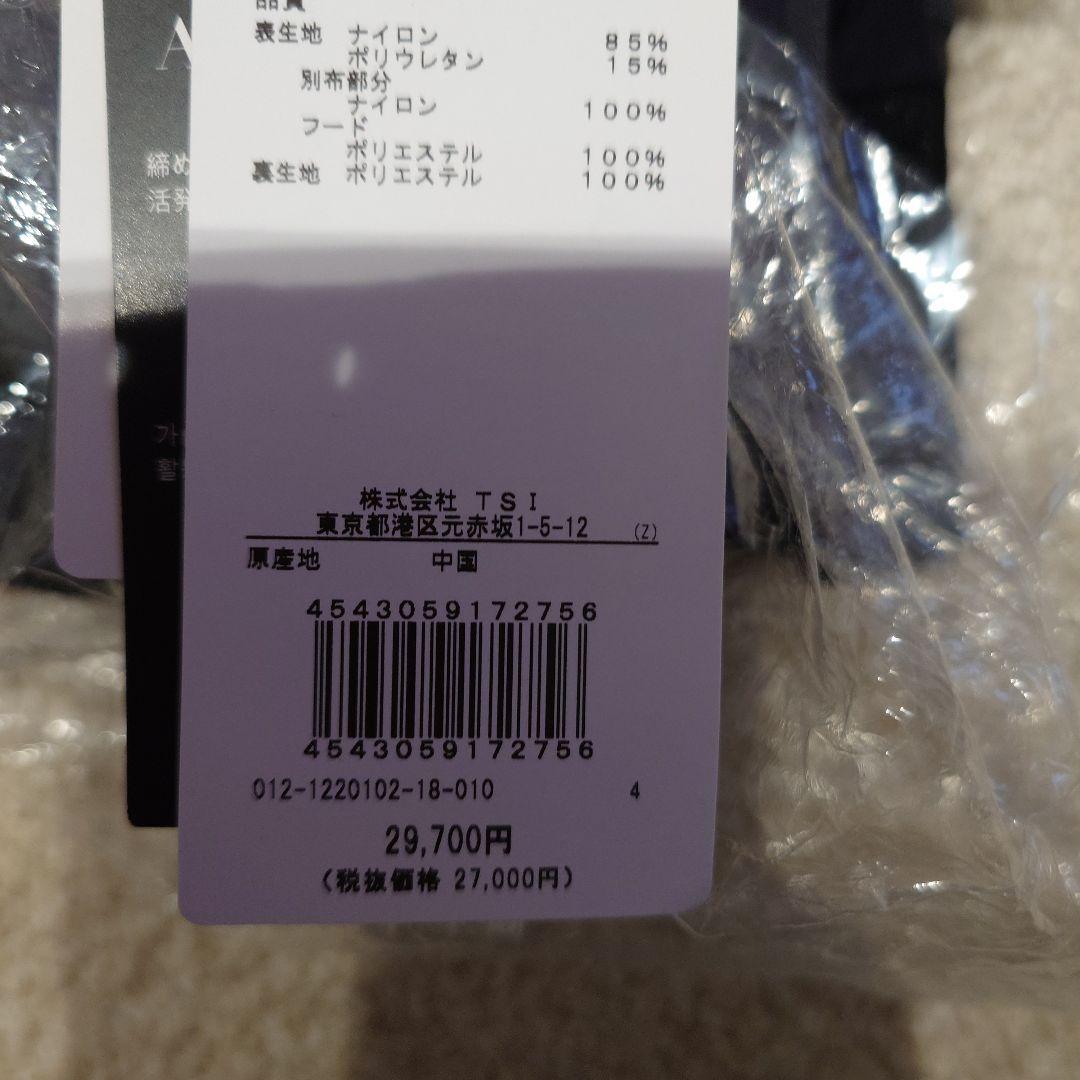 品質
表生地 ナイロン 85%
ポリウレタン 15%
別布部分
ナイロン 100%
フード
ポリエステル 100%
裏生地 ポリエステル 100%
A
締め
活発
株式会社 TSI
東京都港区元赤坂1-5-12 (Z)
原産地 中国
4543059172756
4543059172756
012-1220102-18-010 4
29,700円
(税抜価格 27,000円)